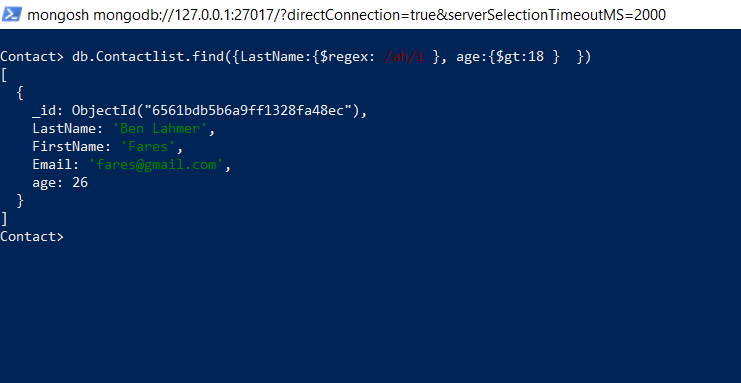 mongosh mongodb://127.0.0.1:27017/?directConnection=true&serverSelectionTimeoutMS=2000
Contact> db.Contactlist.find({LastName:{$regex: /ah/i }, age:{$gt:18 }  })
[
  {
    _id: ObjectId("6561bdb5b6a9ff1328fa48ec"),
    LastName: 'Ben Lahmer',
    FirstName: 'Fares',
    Email: 'fares@gmail.com',
    age: 26
  }
]
Contact>